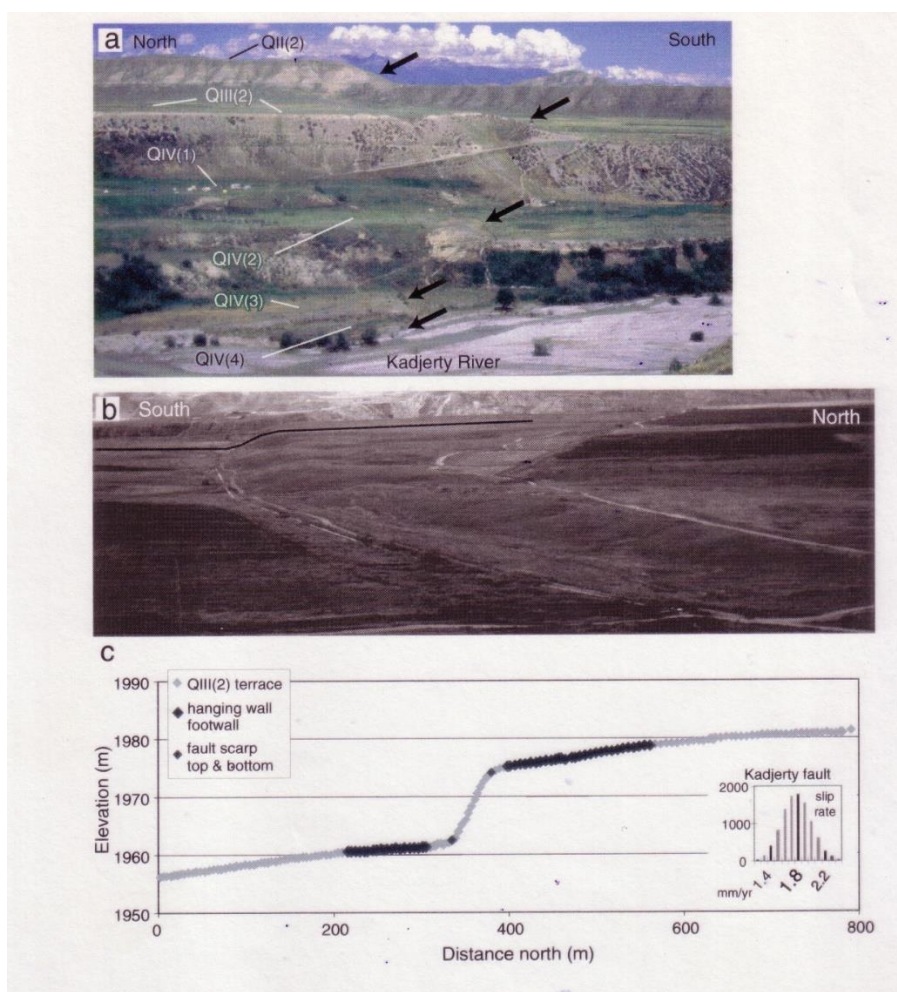 a
North
QII(2)
South
QIII(2)
QIV(1)
QIV(2)
QIV(3)
QIV(4)
Kadjerty River
b
South
North
c
1990
QIII(2) terrace
hanging wall
footwall
fault scarp
top & bottom
1980
1970
1960
1950
Elevation (m)
0
200
400
600
800
Distance north (m)
Kadjerty fault
2000
1000
0
slip
rate
mm/yr
1.4
1.8
2.2